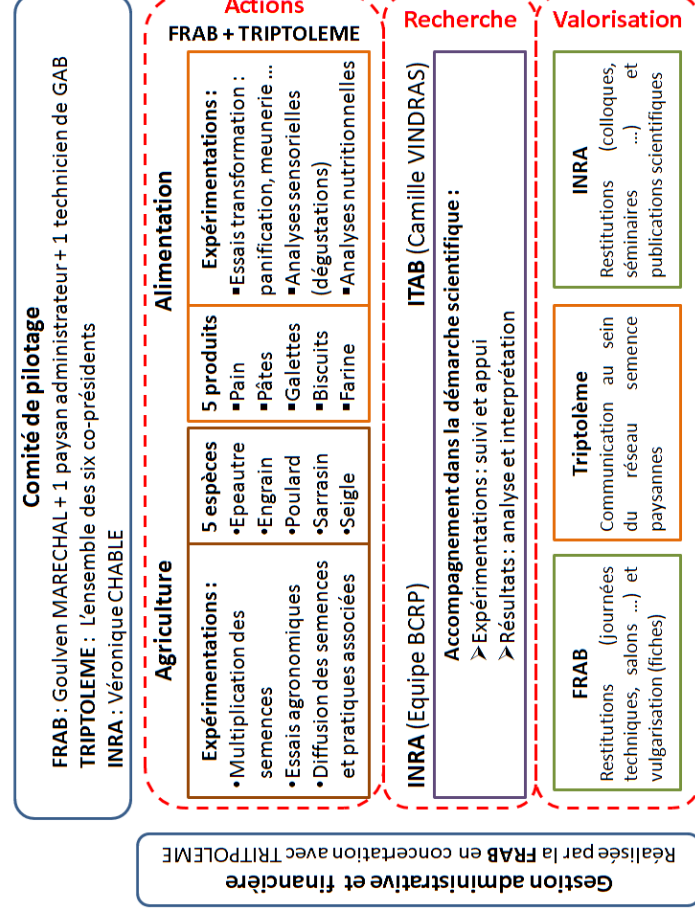 Comité de pilotage
FRAB : Goulven MARECHAL + 1 paysan administrateur + 1 technicien de GAB
TRIPTOLEME : L'ensemble des six co-présidents
INRA : Véronique CHABLE
Actions
FRAB + TRIPTOLEME
Agriculture
Alimentation
Expérimentations :
•Multiplication des
semences
•Essais agronomiques
•Diffusion des semences
et pratiques associées
5 espèces
•Epeautre
•Engrain
•Poulard
•Sarrasin
•Seigle
5 produits
▪Pain
▪Pâtes
▪Galettes
▪Biscuits
▪Farine
Expérimentations :
▪Essais transformation :
panification, meunerie ...
▪Analyses sensorielles
(dégustations)
▪Analyses nutritionnelles
Recherche
INRA (Equipe BCRP)
ITAB (Camille VINDRAS)
Accompagnement dans la démarche scientifique :
➢Expérimentations : suivi et appui
➢Résultats : analyse et interprétation
Valorisation
FRAB
Restitutions (journées
techniques, salons ...) et
vulgarisation (fiches)
Triptolème
Communication au sein
du réseau semence
paysannes
INRA
Restitutions (colloques,
séminaires ...) et
publications scientifiques
Gestion administrative et financière
Réalisée par la FRAB en concertation avec TRITPOLEME